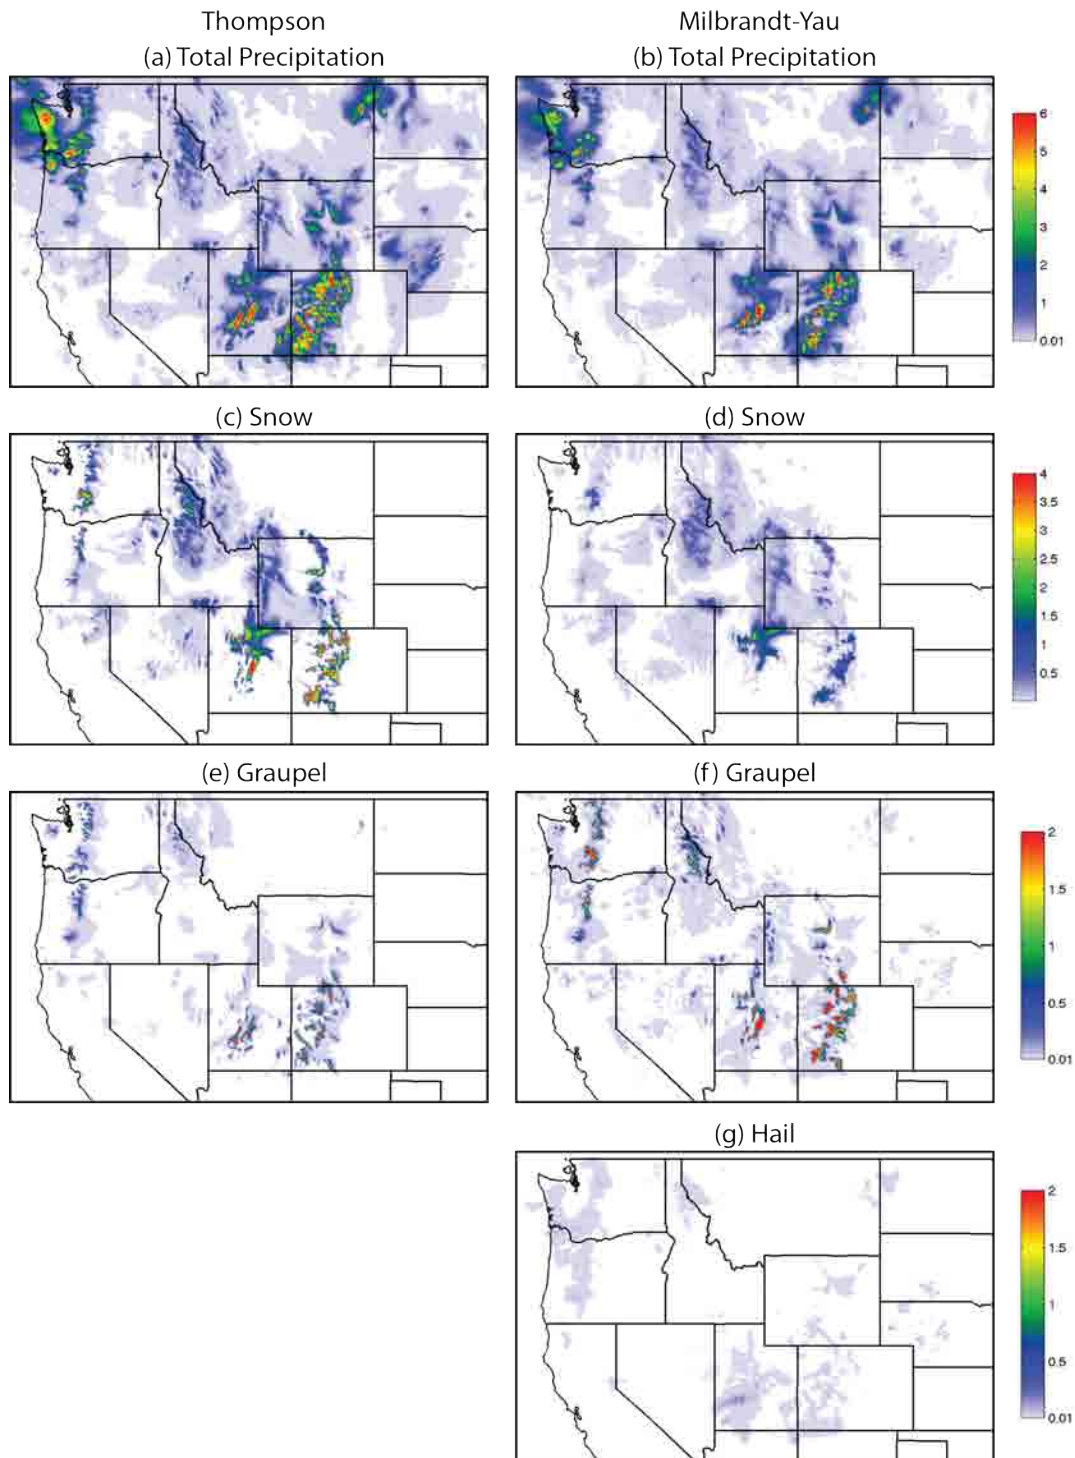 Thompson
Milbrandt-Yau
(a) Total Precipitation
(b) Total Precipitation
6
5
4
3
2
1
0.01
(c) Snow
(d) Snow
4
3.5
3
2.5
2
1.5
1
0.5
(e) Graupel
(f) Graupel
2
1.5
1
0.5
0.01
(g) Hail
2
1.5
1
0.5
0.01